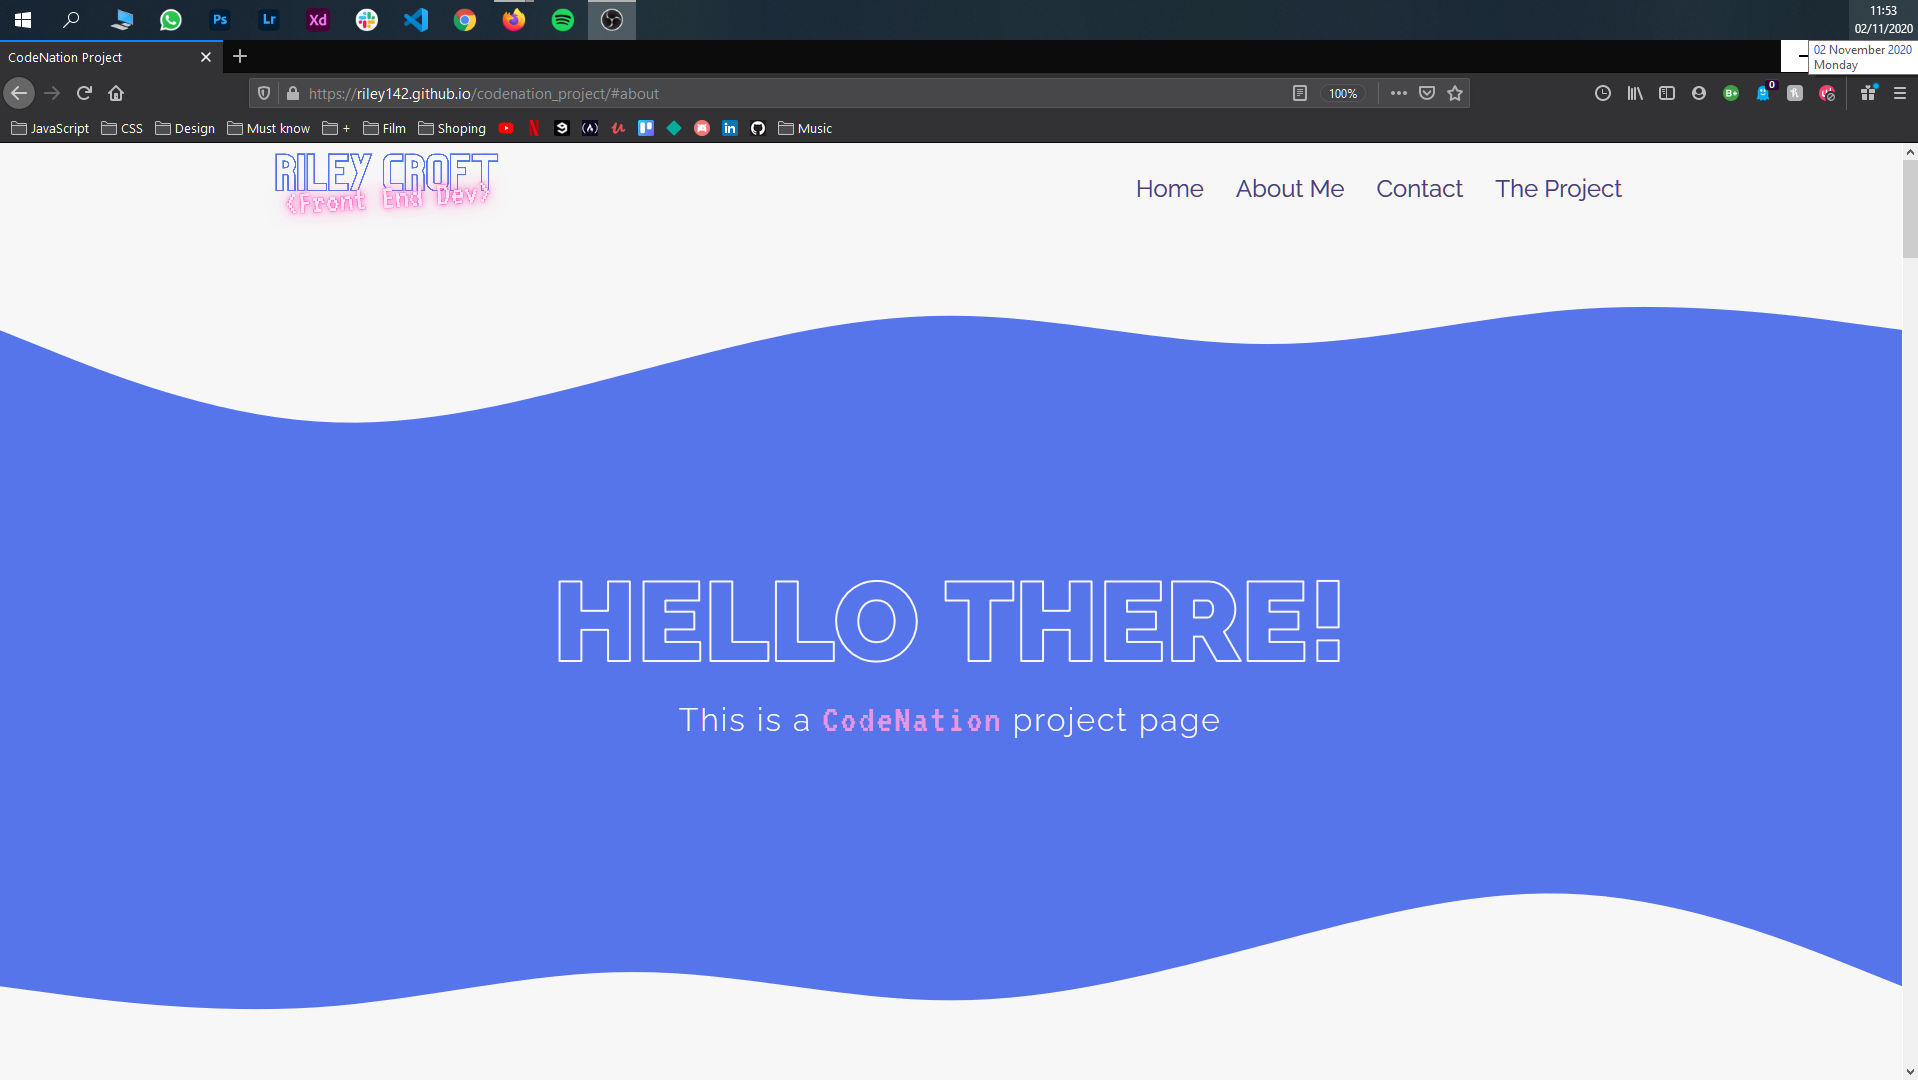 Ps Lr Xd
11:53
02/11/2020
CodeNation Project
02 November 2020
Monday
https://riley142.github.io/codenation_project/#about
100%
B+
0
JavaScript CSS Design Must know + Film Shoping (A) in Music
RILEY CROFT
<Front End Dev>
Home About Me Contact The Project
HELLO THERE!
This is a CodeNation project page